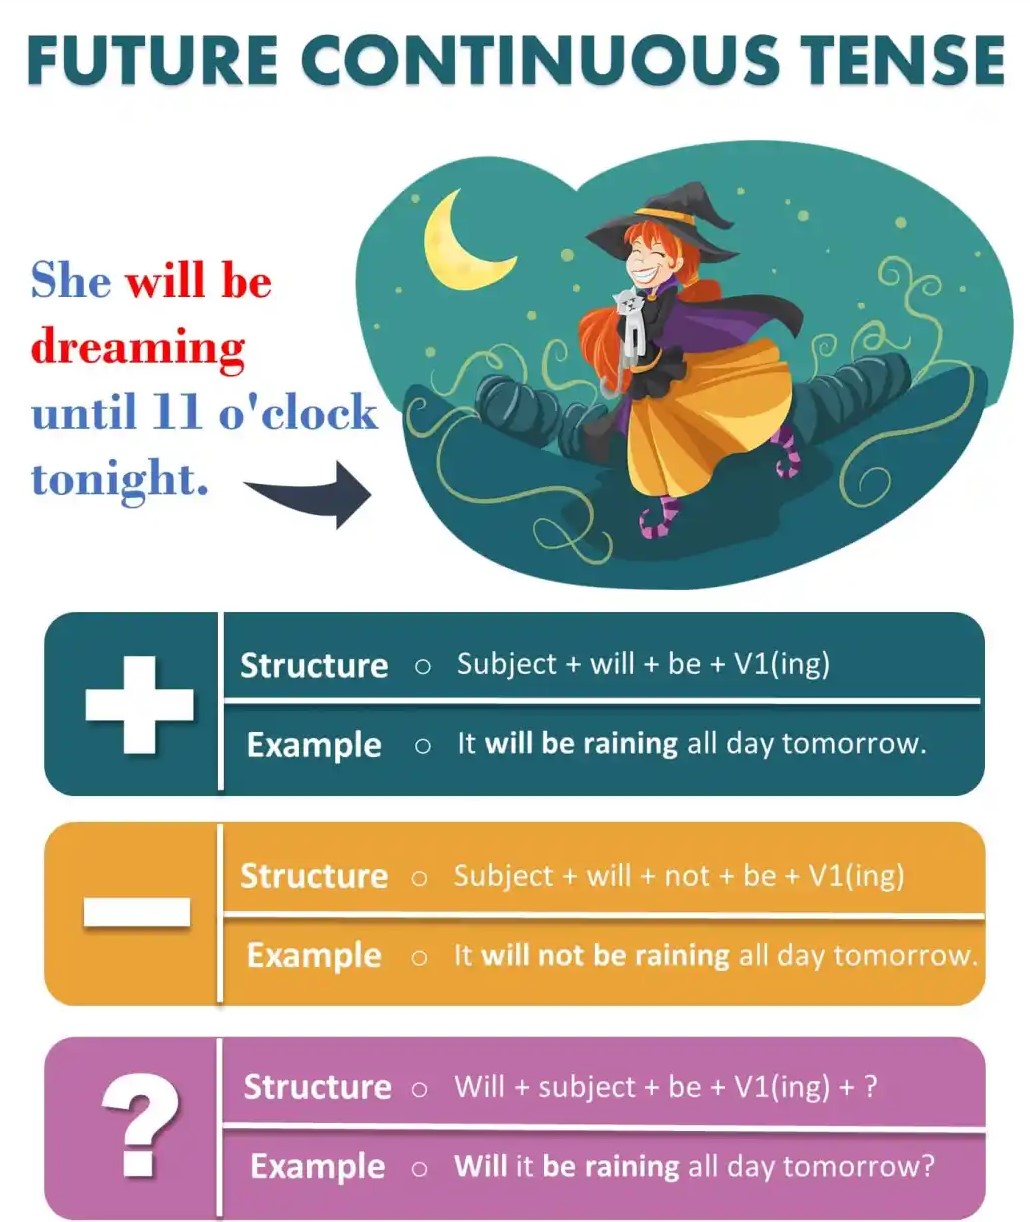 FUTURE CONTINUOUS TENSE
She will be
dreaming
until 11 o'clock
tonight.
Structure o Subject + will + be + V1(ing)
Example o It will be raining all day tomorrow.
Structure o Subject + will + not + be + V1(ing)
Example o It will not be raining all day tomorrow.
? Structure o Will + subject + be + V1(ing) + ?
Example o Will it be raining all day tomorrow?